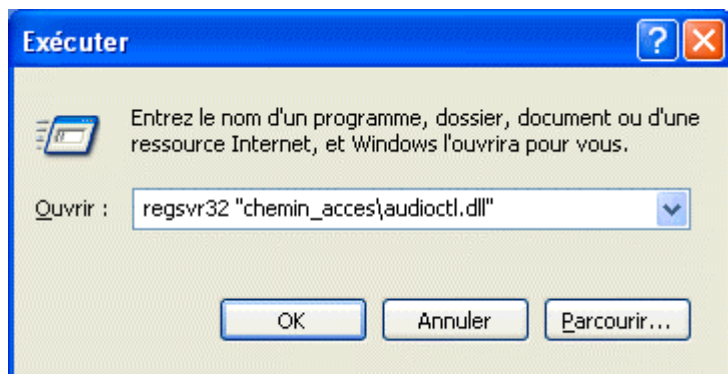 Exécuter
Entrez le nom d'un programme, dossier, document ou d'une
ressource Internet, et Windows l'ouvrira pour vous.
Ouvrir : regsvr32 "chemin_acces\audioctl.dll"
OK Annuler Parcourir...